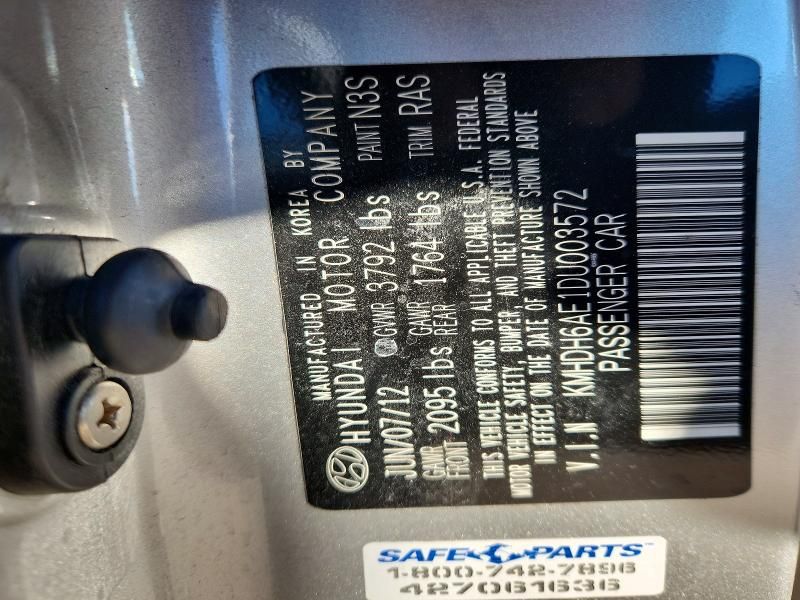 MANUFACTURED IN KOREA BY
HYUNDAI MOTOR COMPANY
JUN/07/12 GVWR 3792 lbs PAINT N3S
GAWR FRONT 2095 lbs GAWR REAR 1764 lbs TRIM RAS
THIS VEHICLE CONFORMS TO ALL APPLICABLE U.S.A. FEDERAL
MOTOR VEHICLE SAFETY, BUMPER AND THEFT PREVENTION STANDARDS
IN EFFECT ON THE DATE OF MANUFACTURE SHOWN ABOVE
V.I.N KMHDH6AE1DU003572
PASSENGER CAR
SAFE PARTS™
1-800-742-7896
427061636